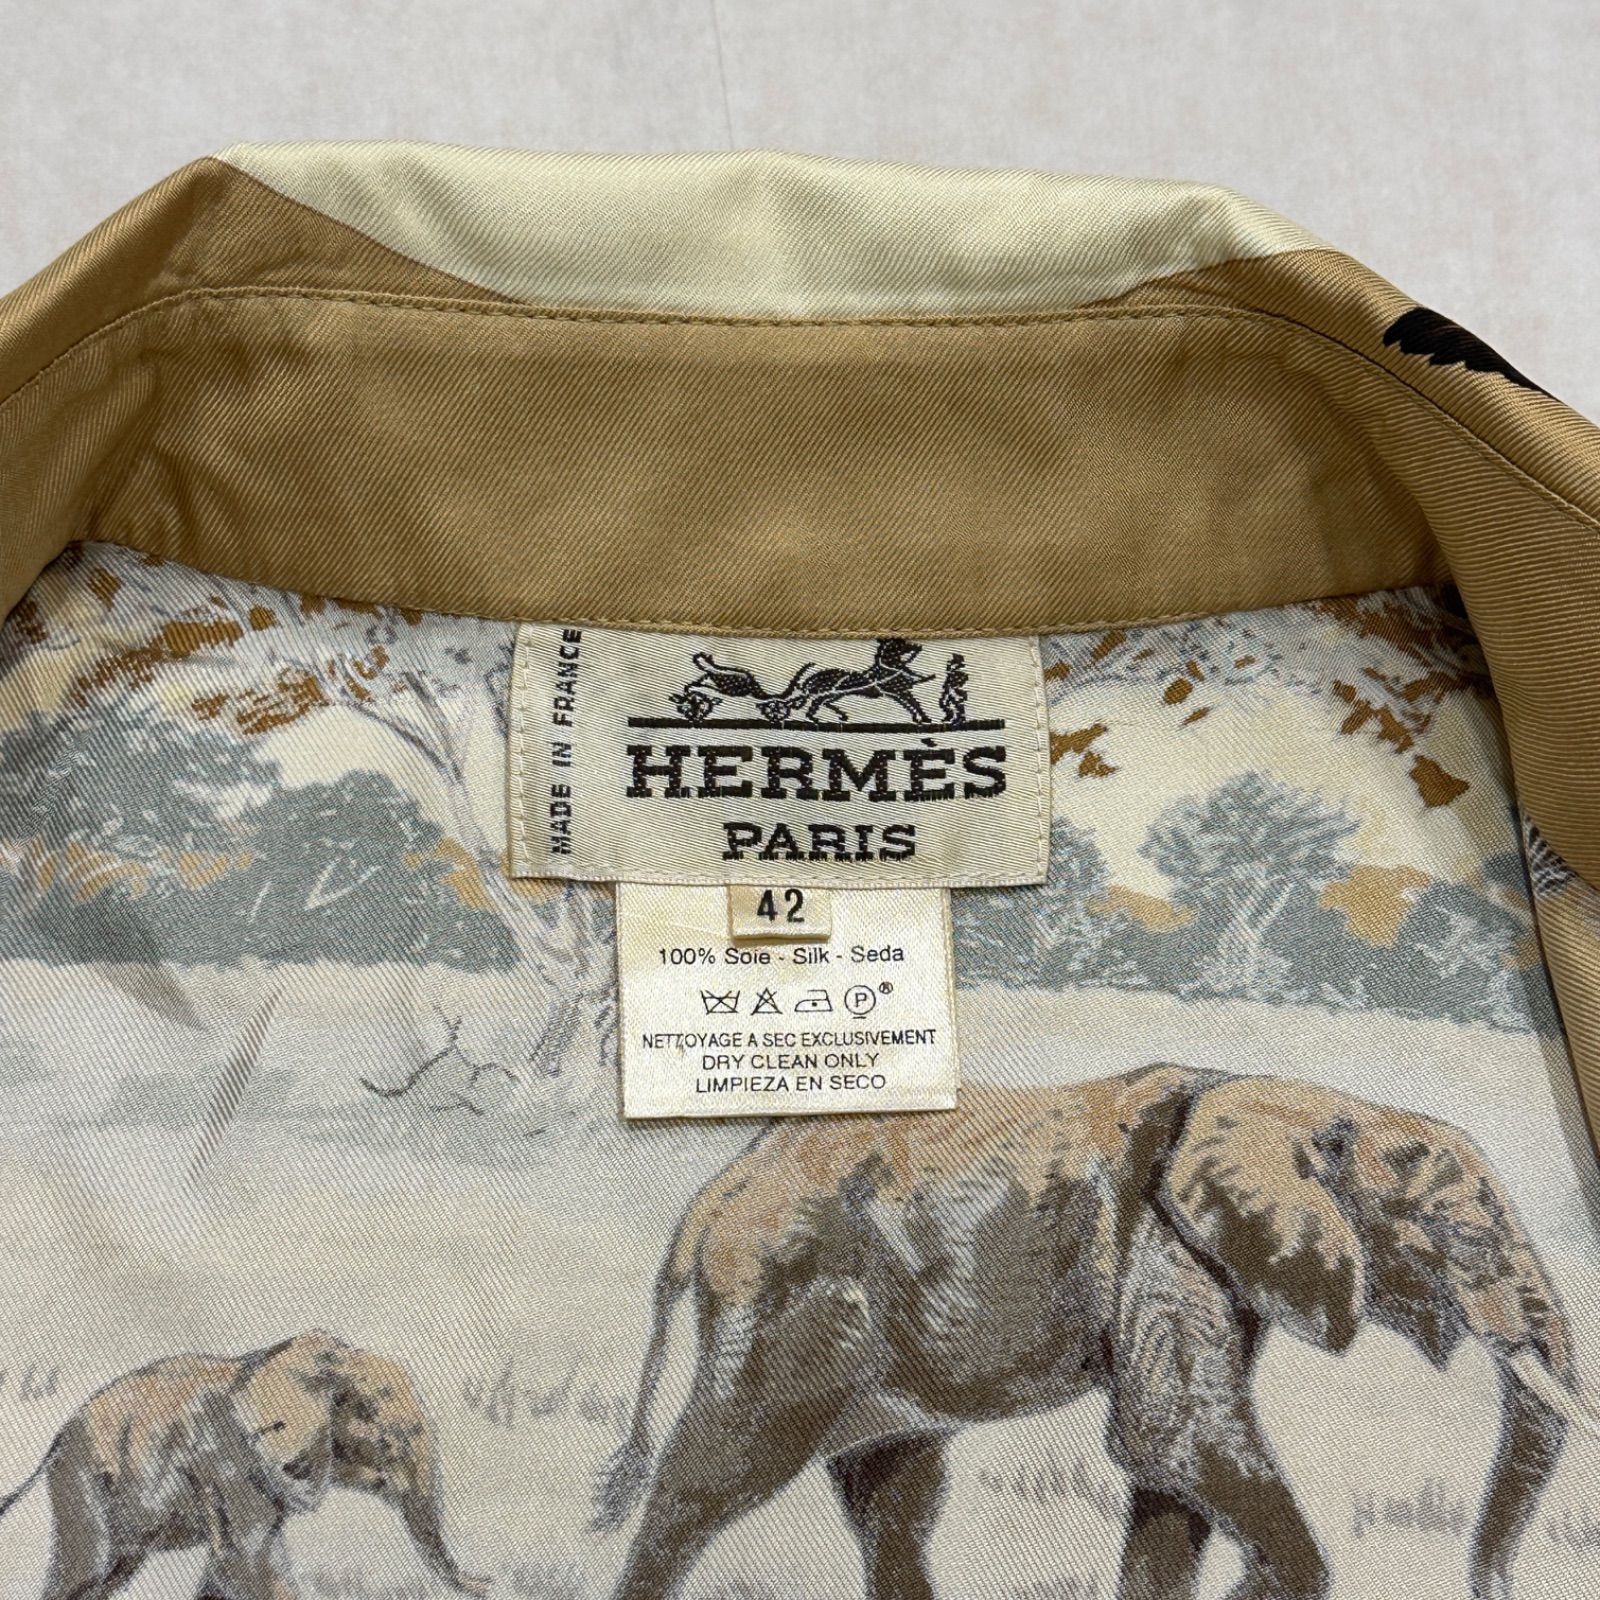 MADE IN FRANCE
HERMÈS
PARIS
42
100% Soie - Silk - Seda
P®
NETTOYAGE A SEC EXCLUSIVEMENT
DRY CLEAN ONLY
LIMPIEZA EN SECO